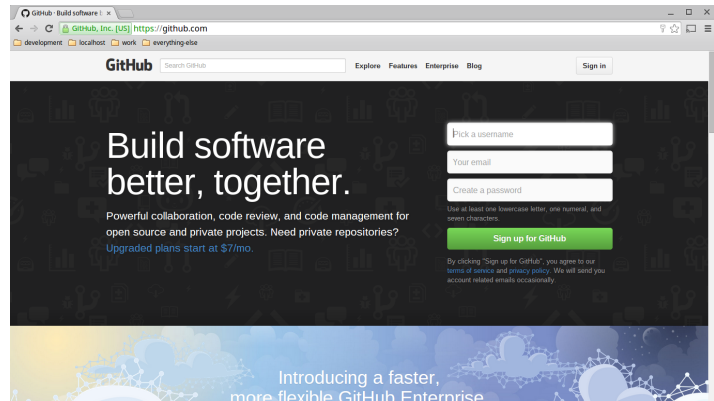 GitHub · Build software b
GitHub, Inc. [US] https://github.com
development localhost work everything-else
GitHub Search GitHub Explore Features Enterprise Blog Sign in
Build software
better, together.
Powerful collaboration, code review, and code management for
open source and private projects. Need private repositories?
Upgraded plans start at $7/mo.
Pick a username
Your email
Create a password
Use at least one lowercase letter, one numeral, and
seven characters.
Sign up for GitHub
By clicking "Sign up for GitHub", you agree to our
terms of service and privacy policy. We will send you
account related emails occasionally.
Introducing a faster,
more flexible GitHub Enterprise